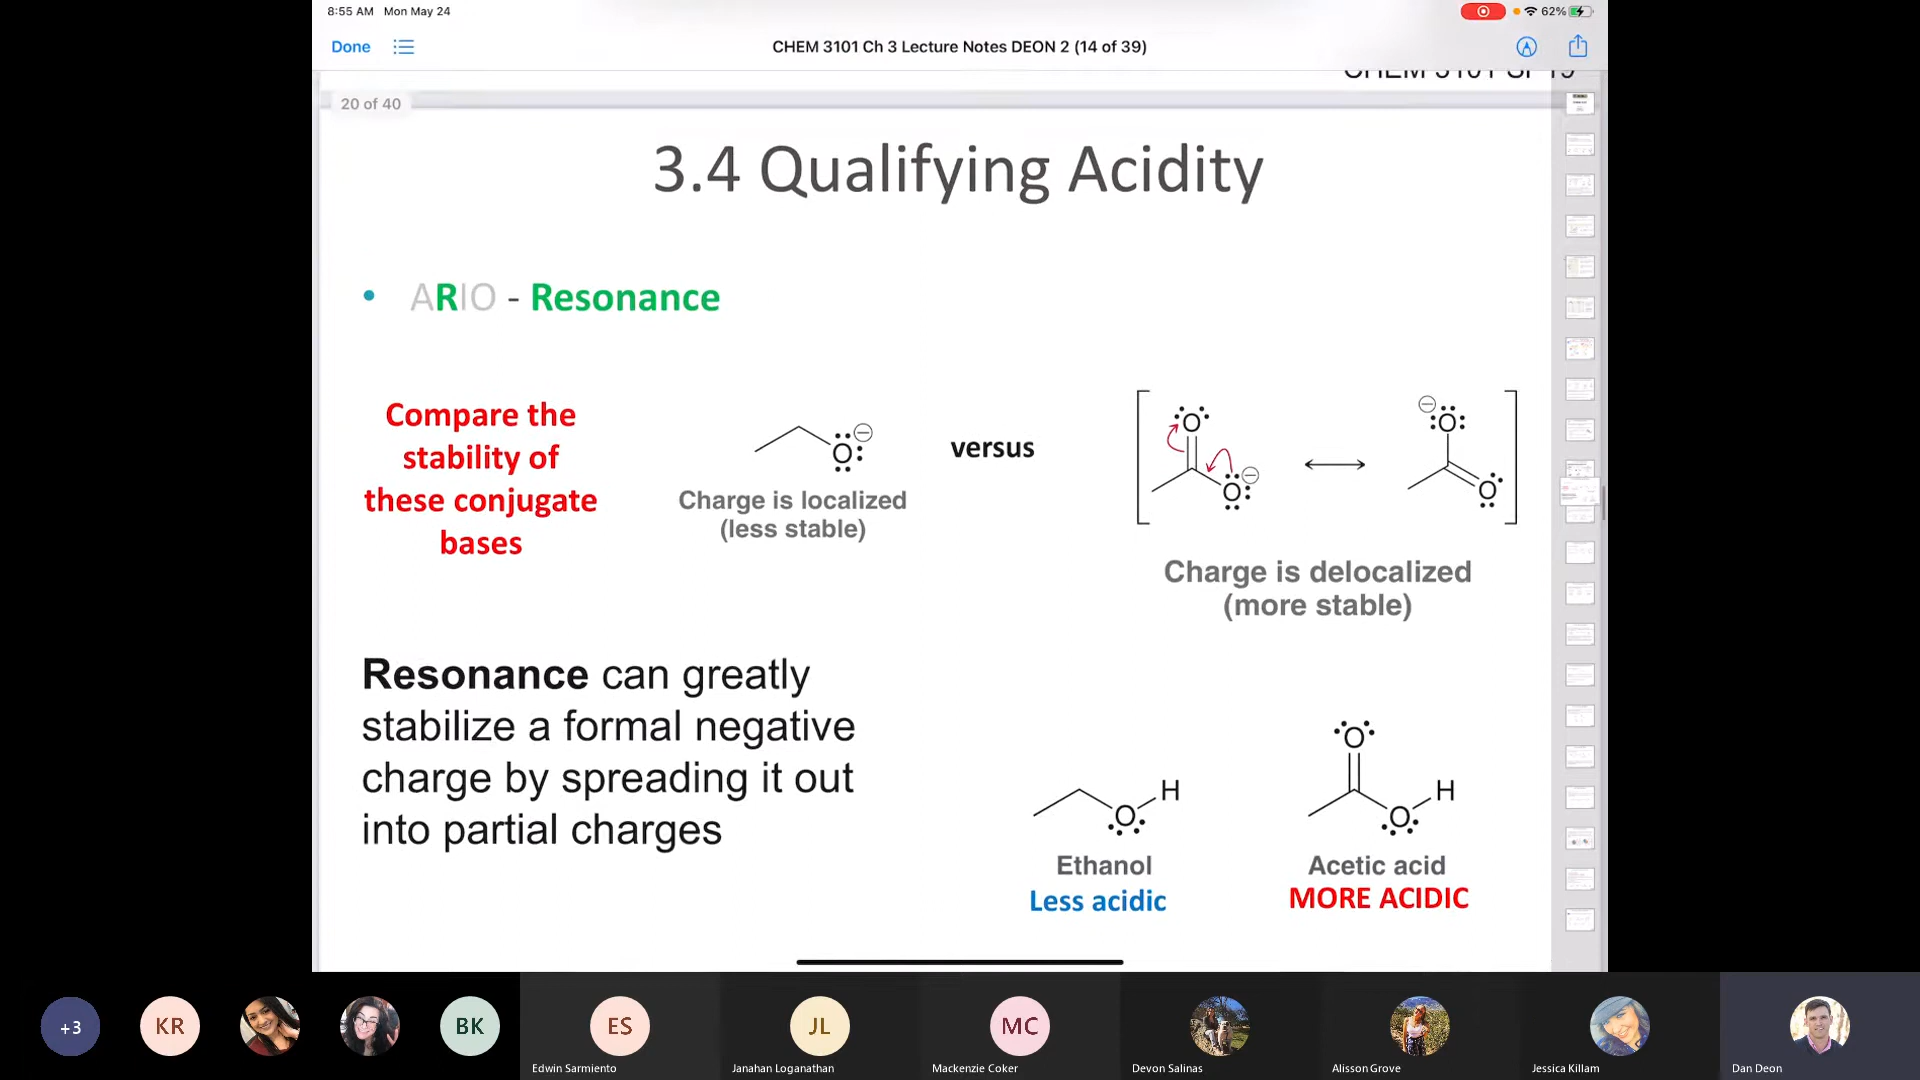 8:55 AM Mon May 24
62%
Done
CHEM 3101 Ch 3 Lecture Notes DEON 2 (14 of 39)
CHEM 3101 SP19
20 of 40
3.4 Qualifying Acidity
• ARIO - Resonance
Compare the
stability of
these conjugate
bases
O
⊖
Charge is localized
(less stable)
versus
O
O
⊖
⊖
O
O
Charge is delocalized
(more stable)
Resonance can greatly
stabilize a formal negative
charge by spreading it out
into partial charges
O
H
Ethanol
Less acidic
O
O
H
Acetic acid
MORE ACIDIC
+3
KR
BK
ES
JL
MC
Edwin Sarmiento
Janahan Loganathan
Mackenzie Coker
Devon Salinas
Alisson Grove
Jessica Killam
Dan Deon